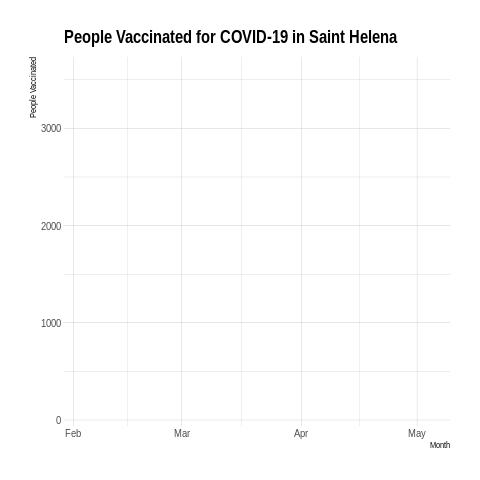 People Vaccinated for COVID-19 in Saint Helena
People Vaccinated
3000
2000
1000
0
Feb Mar Apr May
Month